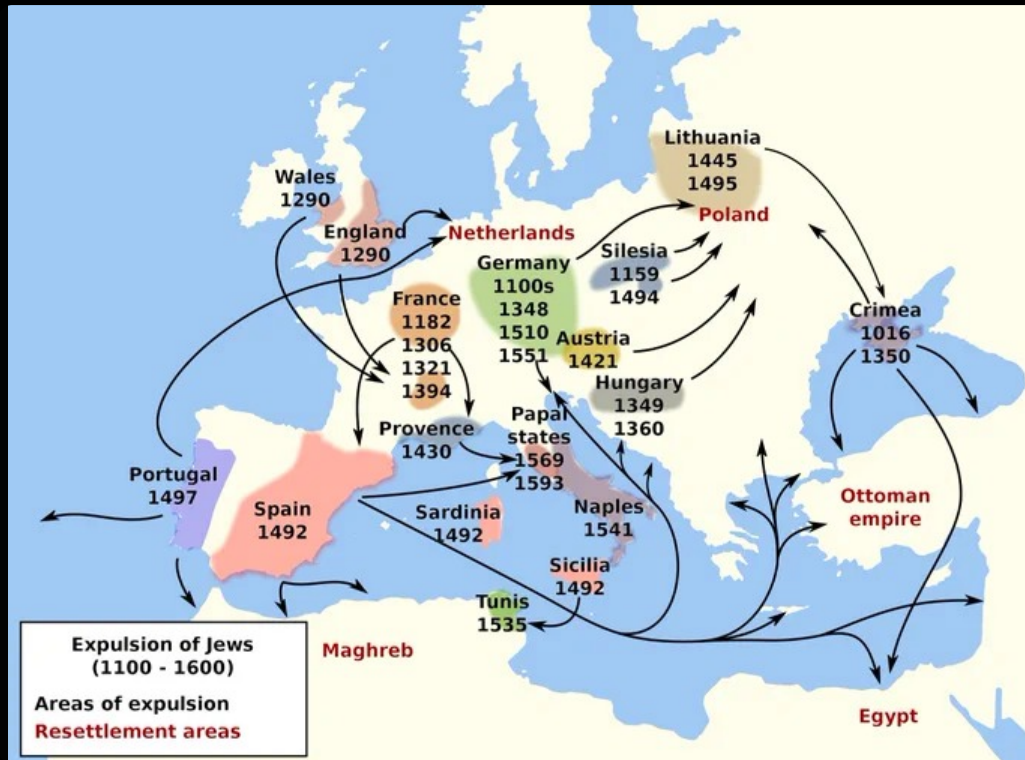 Lithuania
1445
1495
Poland
Wales
1290
England
1290
Netherlands
Silesia
1159
1494
Germany
1100s
1348
1510
1551
France
1182
1306
1321
1394
Austria
1421
Crimea
1016
1350
Hungary
1349
1360
Provence
1430
Papal
states
1569
1593
Portugal
1497
Spain
1492
Sardinia
1492
Naples
1541
Ottoman
empire
Sicilia
1492
Tunis
1535
Maghreb
Egypt
Expulsion of Jews
(1100 - 1600)
Areas of expulsion
Resettlement areas